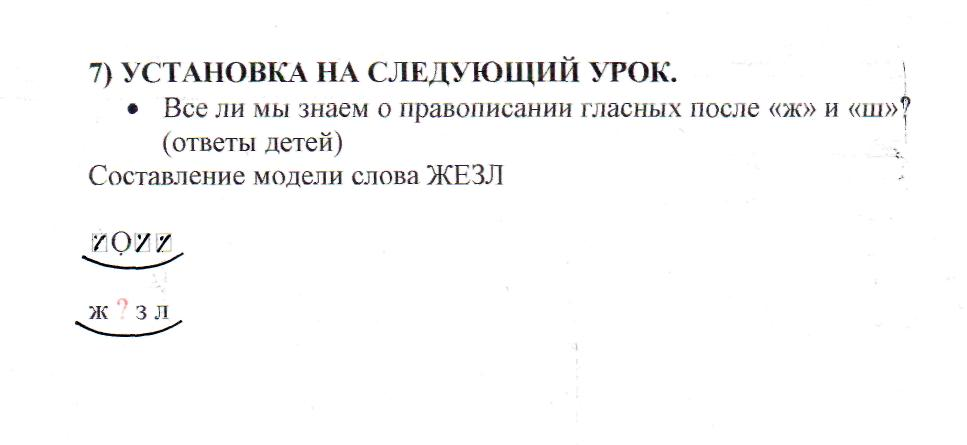 7) УСТАНОВКА НА СЛЕДУЮЩИЙ УРОК.
• Все ли мы знаем о правописании гласных после «ж» и «ш»?
(ответы детей)
Составление модели слова ЖЕЗЛ
ж ? з л